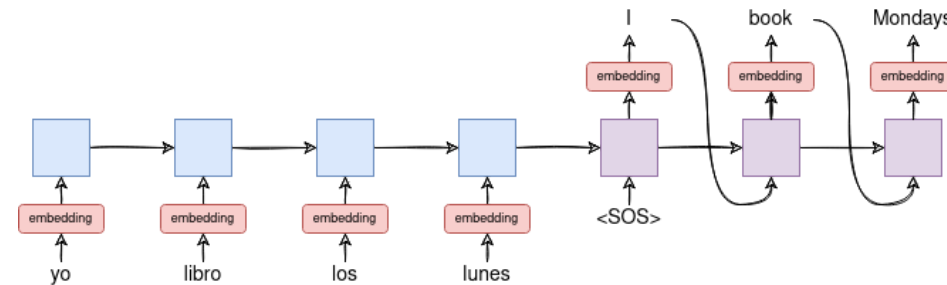 I book Mondays
embedding embedding embedding
<SOS>
embedding embedding embedding embedding
yo libro los lunes